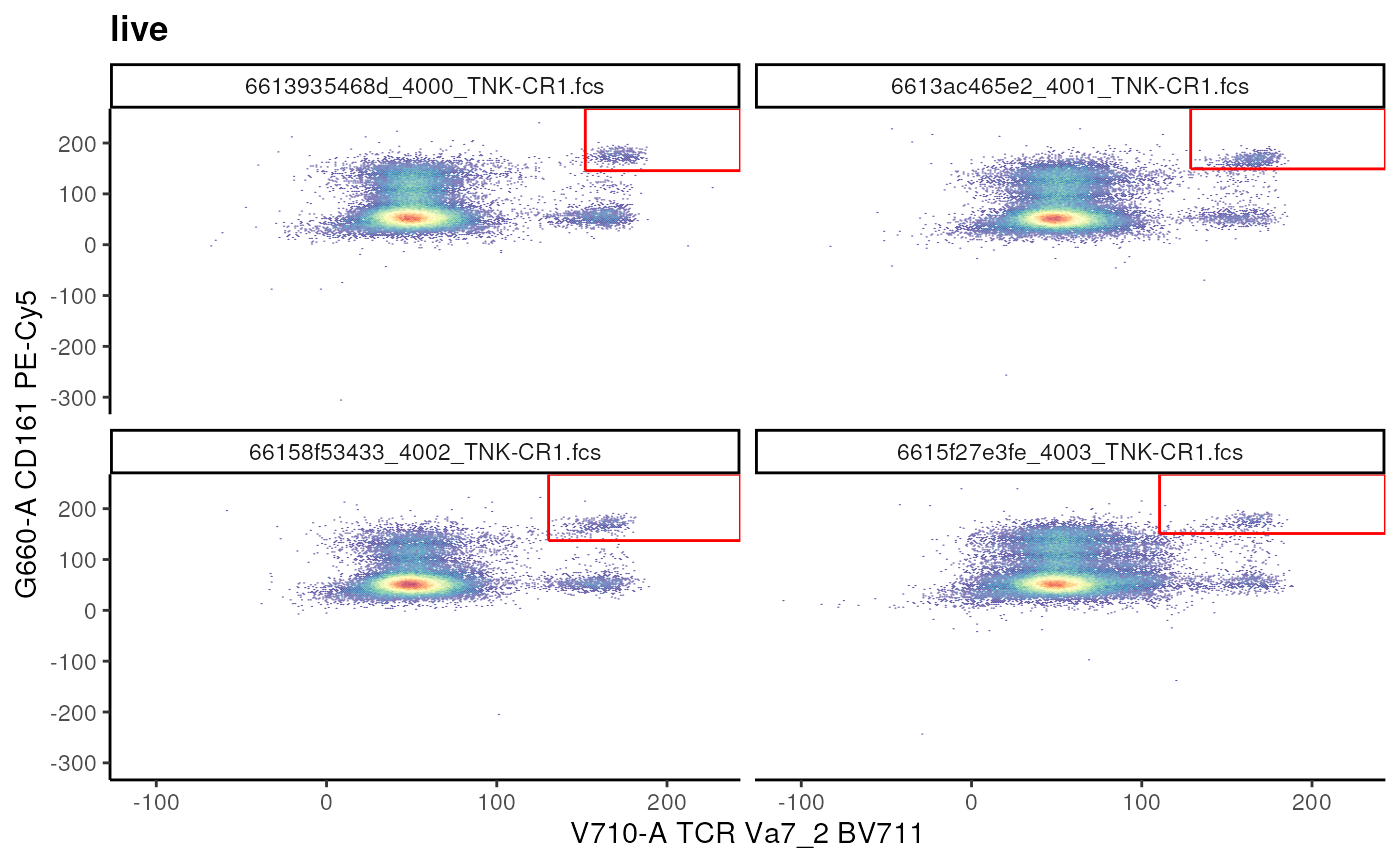 live
6613935468d_4000_TNK-CR1.fcs
6613ac465e2_4001_TNK-CR1.fcs
200
100
0
-100
-200
-300
66158f53433_4002_TNK-CR1.fcs
6615f27e3fe_4003_TNK-CR1.fcs
200
100
0
-100
-200
-300
G660-A CD161 PE-Cy5
-100
0
100
200
-100
0
100
200
V710-A TCR Va7_2 BV711